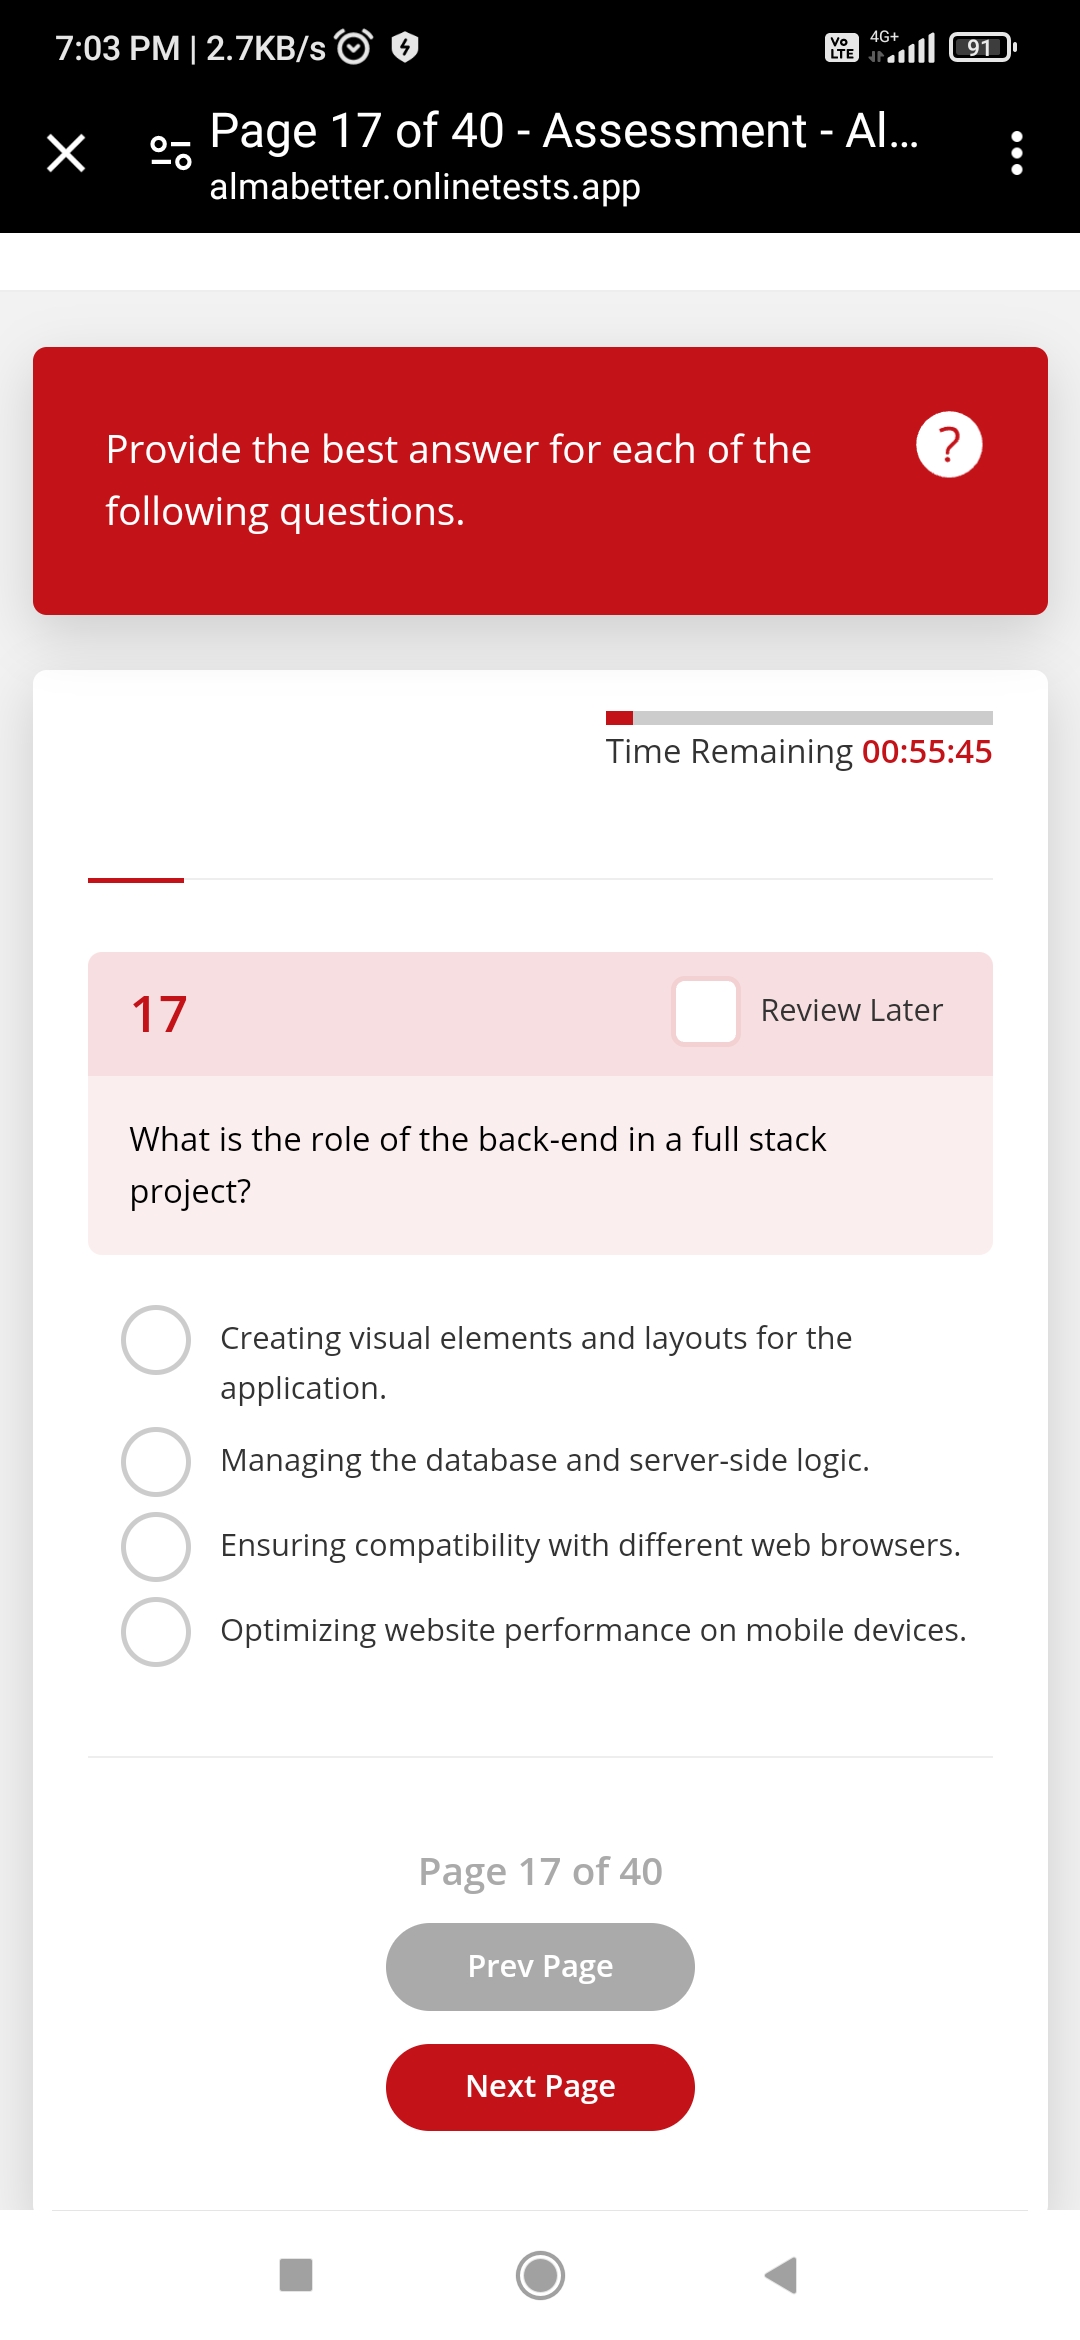 7:03 PM | 2.7KB/s
Vo LTE 4G+ 91
Page 17 of 40 - Assessment - Al...
almabetter.onlinetests.app
Provide the best answer for each of the
following questions.
?
Time Remaining 00:55:45
17
Review Later
What is the role of the back-end in a full stack
project?
Creating visual elements and layouts for the
application.
Managing the database and server-side logic.
Ensuring compatibility with different web browsers.
Optimizing website performance on mobile devices.
Page 17 of 40
Prev Page
Next Page